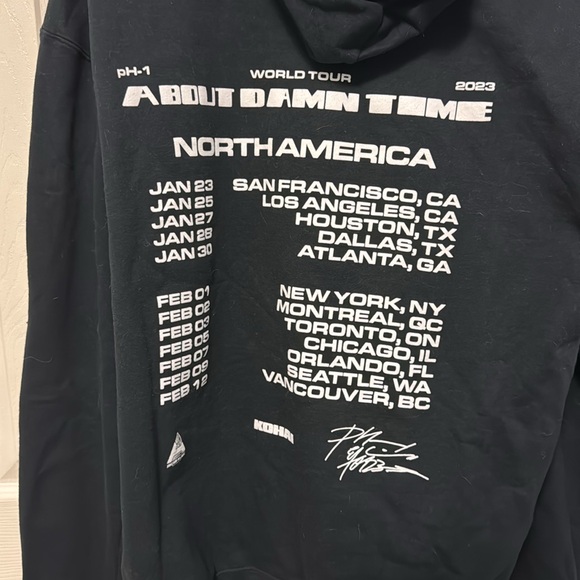 pH-1 WORLD TOUR 2023
ABOUT DAMN TIME
NORTH AMERICA
JAN 23 SAN FRANCISCO, CA
JAN 25 LOS ANGELES, CA
JAN 27 HOUSTON, TX
JAN 28 DALLAS, TX
JAN 30 ATLANTA, GA
FEB 01 NEW YORK, NY
FEB 02 MONTREAL, QC
FEB 03 TORONTO, ON
FEB 05 CHICAGO, IL
FEB 07 ORLANDO, FL
FEB 09 SEATTLE, WA
FEB 12 VANCOUVER, BC